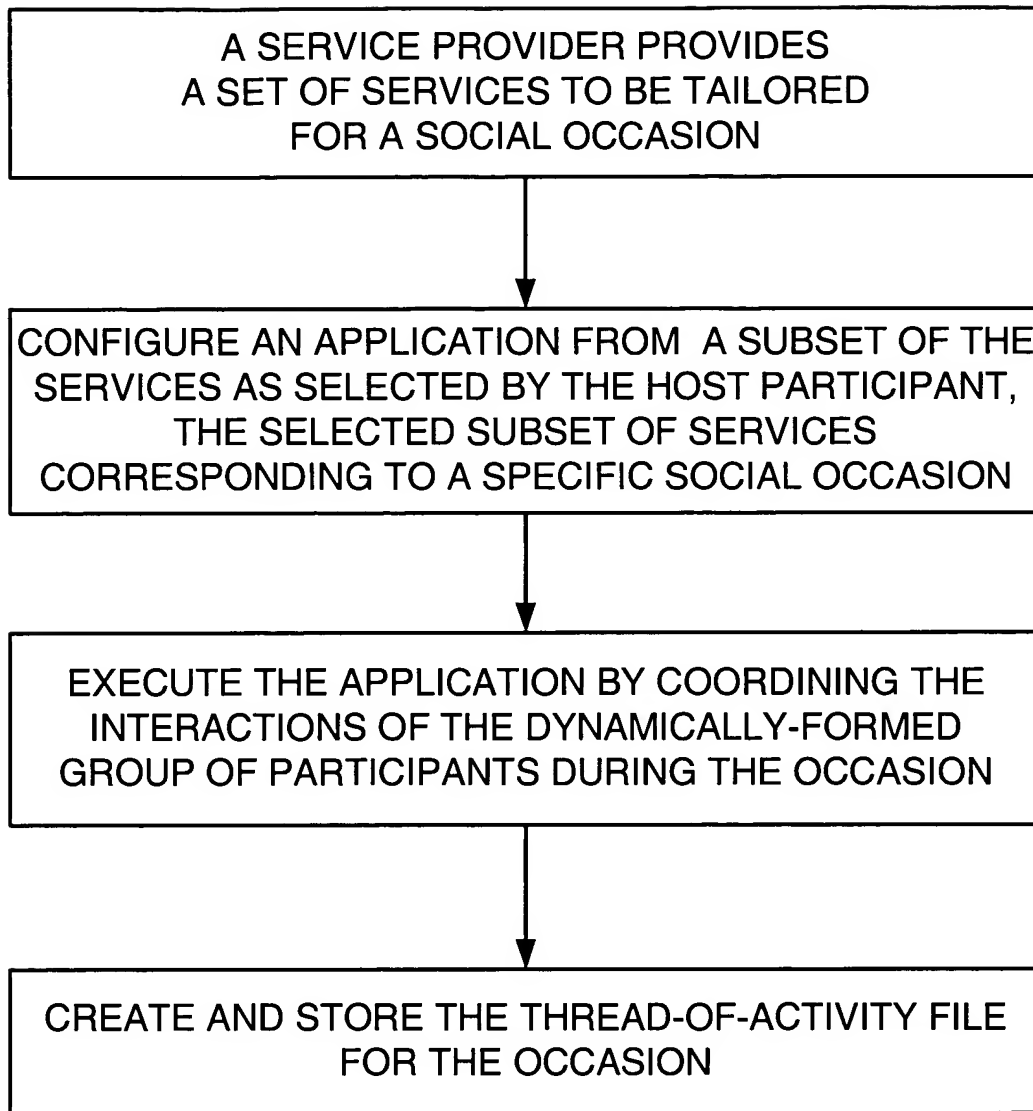 A SERVICE PROVIDER PROVIDES
A SET OF SERVICES TO BE TAILORED
FOR A SOCIAL OCCASION
CONFIGURE AN APPLICATION FROM A SUBSET OF THE
SERVICES AS SELECTED BY THE HOST PARTICIPANT,
THE SELECTED SUBSET OF SERVICES
CORRESPONDING TO A SPECIFIC SOCIAL OCCASION
EXECUTE THE APPLICATION BY COORDINING THE
INTERACTIONS OF THE DYNAMICALLY-FORMED
GROUP OF PARTICIPANTS DURING THE OCCASION
CREATE AND STORE THE THREAD-OF-ACTIVITY FILE
FOR THE OCCASION